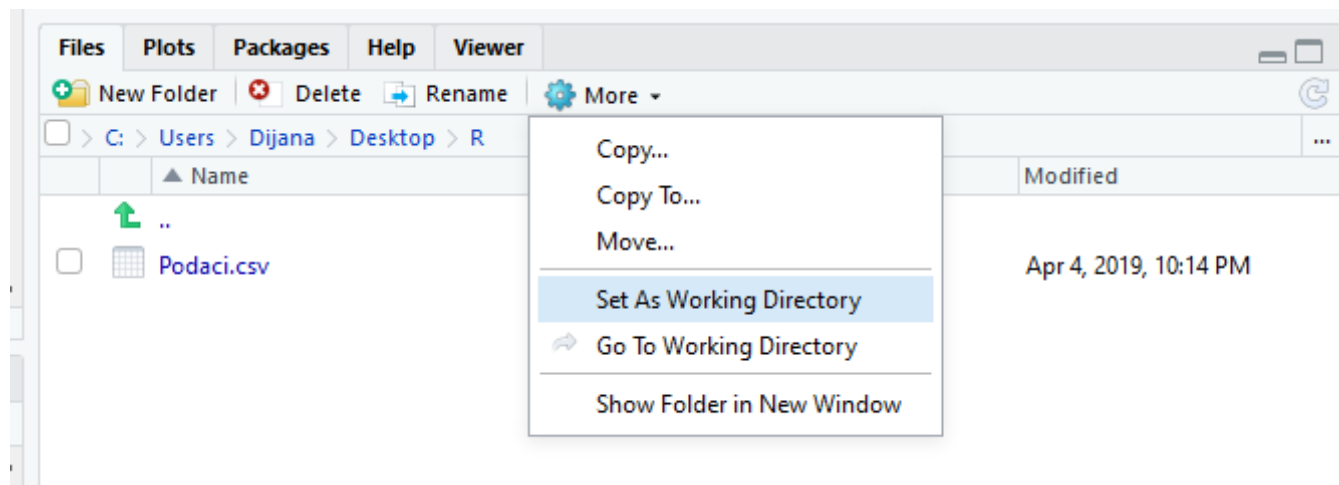 Files Plots Packages Help Viewer
New Folder Delete Rename More
C: > Users > Dijana > Desktop > R ...
Name Modified
..
Podaci.csv Apr 4, 2019, 10:14 PM
Copy...
Copy To...
Move...
Set As Working Directory
Go To Working Directory
Show Folder in New Window